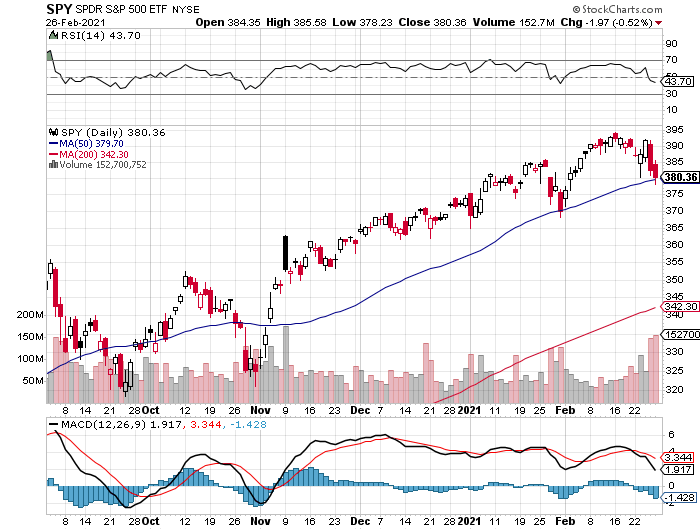 SPY SPDR S&P 500 ETF NYSE © StockCharts.com
26-Feb-2021 Open 384.35 High 385.58 Low 378.23 Close 380.36 Volume 152.7M Chg -1.97 (-0.52%)
RSI(14) 43.70
90
70
50
43.70
30
10
SPY (Daily) 380.36
MA(50) 379.70
MA(200) 342.30
Volume 152,700,752
395
390
385
380.36
375
370
365
360
355
350
345
342.30
340
152700
330
325
320
200M
150M
100M
50M
8 14 21 28 Oct 12 19 26 Nov 9 16 23 Dec 7 14 21 28 2021 11 19 25 Feb 8 16 22
MACD(12,26,9) 1.917, 3.344, -1.428
6
4
3.344
1.917
-1.428
8 14 21 28 Oct 12 19 26 Nov 9 16 23 Dec 7 14 21 28 2021 11 19 25 Feb 8 16 22